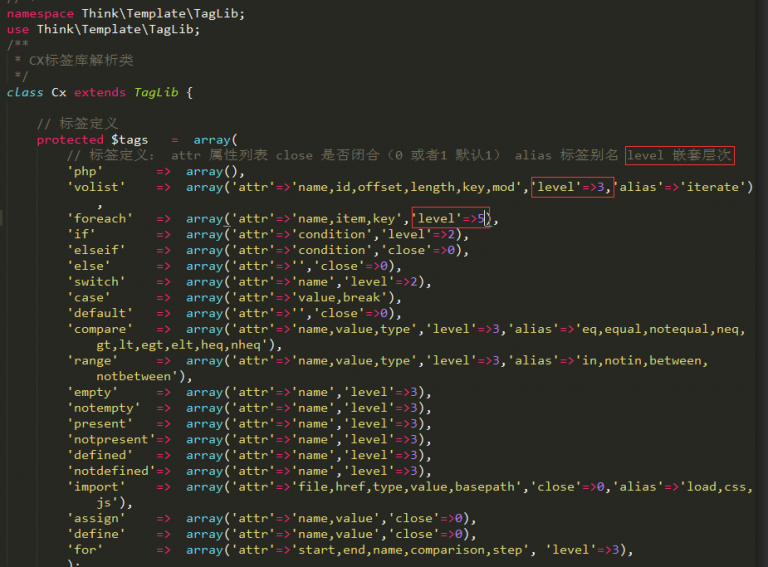 namespace Think\Template\TagLib;
use Think\Template\TagLib;
/**
 * CX标签库解析类
 */
class Cx extends TagLib {
// 标签定义
protected $tags   =  array(
// 标签定义： attr 属性列表 close 是否闭合（0 或者1 默认1） alias 标签别名 level 嵌套层次
'php'       =>  array(),
'volist'    =>  array('attr'=>'name,id,offset,length,key,mod','level'=>3,'alias'=>'iterate')
,
'foreach'   =>  array('attr'=>'name,item,key','level'=>5),
'if'        =>  array('attr'=>'condition','level'=>2),
'elseif'    =>  array('attr'=>'condition','close'=>0),
'else'      =>  array('attr'=>'','close'=>0),
'switch'    =>  array('attr'=>'name','level'=>2),
'case'      =>  array('attr'=>'value,break'),
'default'   =>  array('attr'=>'','close'=>0),
'compare'   =>  array('attr'=>'name,value,type','level'=>3,'alias'=>'eq,equal,notequal,neq,
gt,lt,egt,elt,heq,nheq'),
'range'     =>  array('attr'=>'name,value,type','level'=>3,'alias'=>'in,notin,between,
notbetween'),
'empty'     =>  array('attr'=>'name','level'=>3),
'notempty'  =>  array('attr'=>'name','level'=>3),
'present'   =>  array('attr'=>'name','level'=>3),
'notpresent'=>  array('attr'=>'name','level'=>3),
'defined'   =>  array('attr'=>'name','level'=>3),
'notdefined'=>  array('attr'=>'name','level'=>3),
'import'    =>  array('attr'=>'file,href,type,value,basepath','close'=>0,'alias'=>'load,css,
js'),
'assign'    =>  array('attr'=>'name,value','close'=>0),
'define'    =>  array('attr'=>'name,value','close'=>0),
'for'       =>  array('attr'=>'start,end,name,comparison,step', 'level'=>3),
);